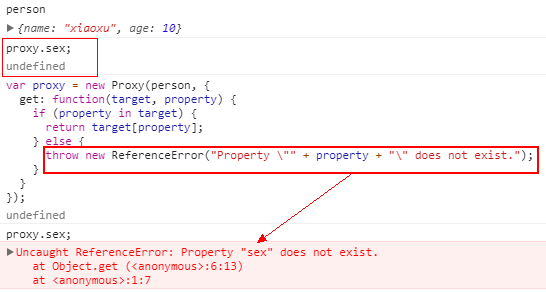 person
▶ {name: "xiaoxu", age: 10}
proxy.sex;
undefined
var proxy = new Proxy(person, {
  get: function(target, property) {
    if (property in target) {
      return target[property];
    } else {
      throw new ReferenceError("Property \"" + property + "\" does not exist.");
    }
  }
});
undefined
proxy.sex;
▶ Uncaught ReferenceError: Property "sex" does not exist.
    at Object.get (<anonymous>:6:13)
    at <anonymous>:1:7